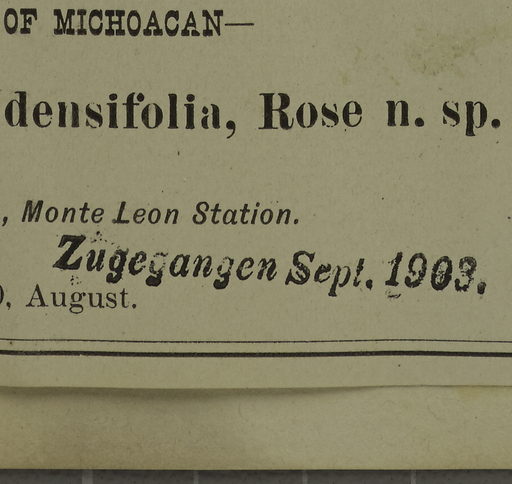 OF MICHOACAN—
densifolia, Rose n. sp.
, Monte Leon Station.
Zugegangen Sept. 1903.
), August.